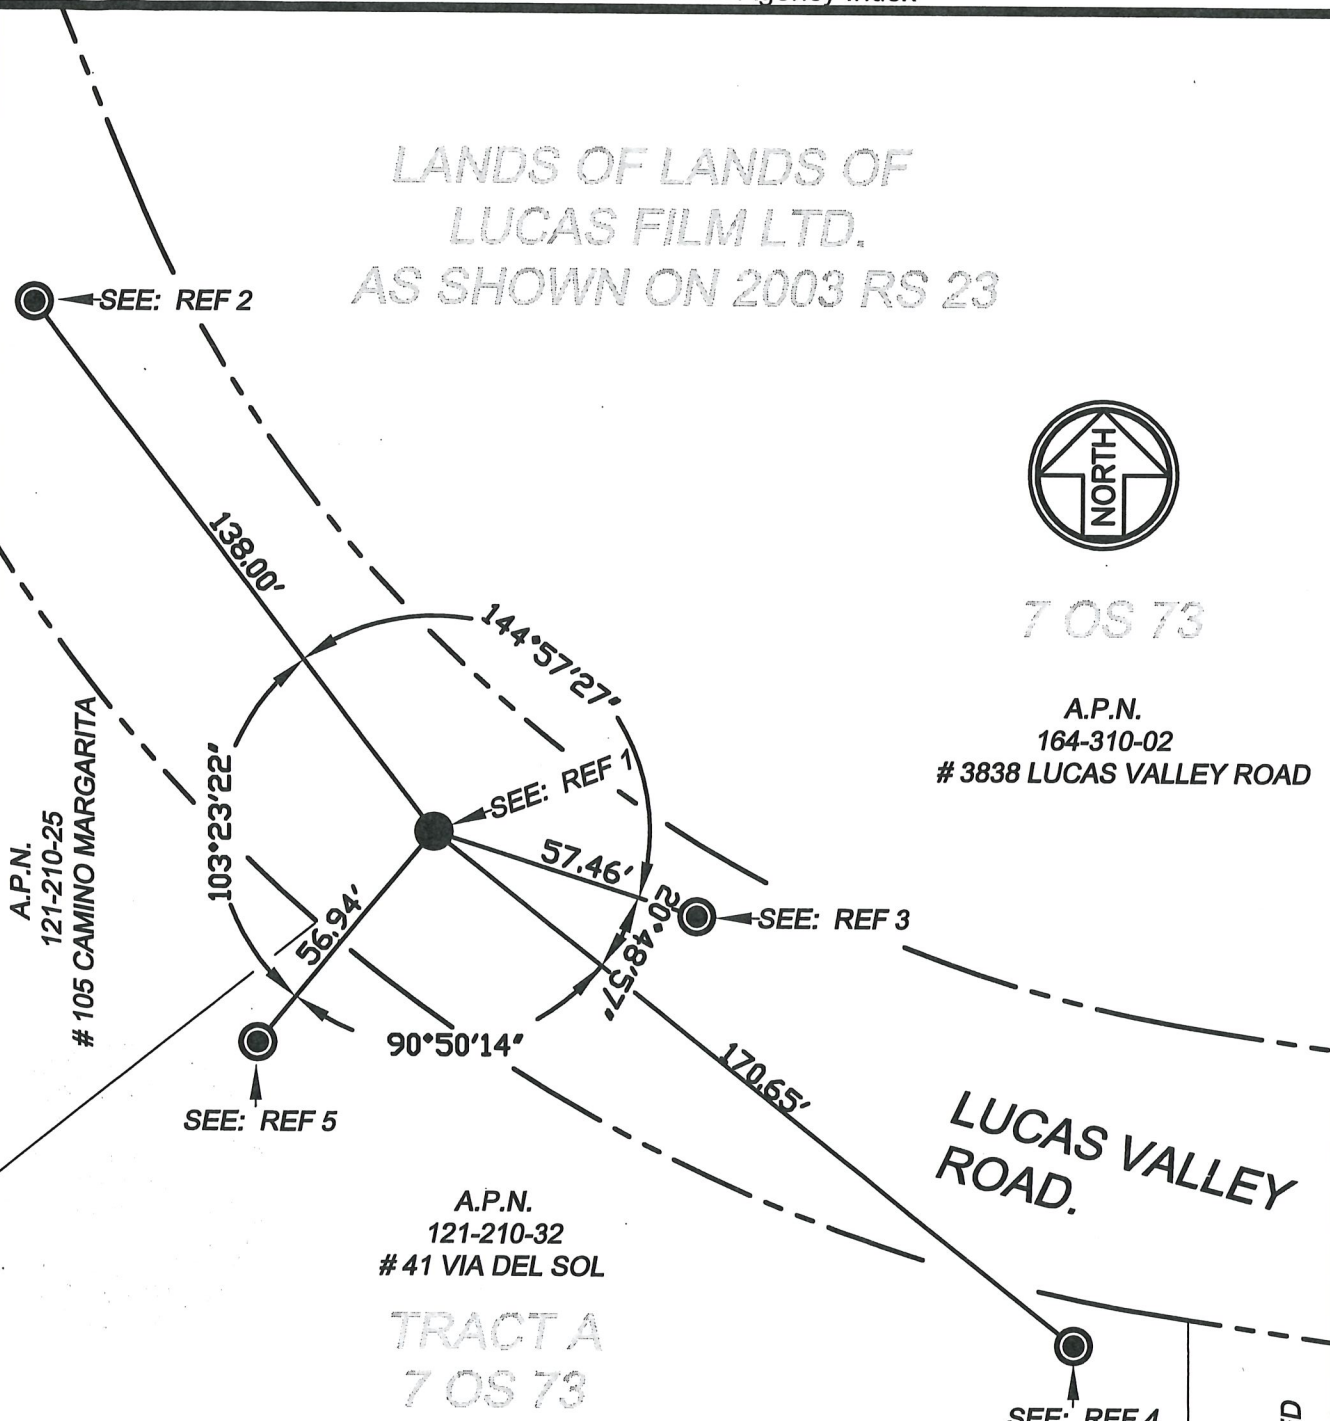 LANDS OF LANDS OF
LUCAS FILM LTD.
AS SHOWN ON 2003 RS 23
SEE: REF 2
NORTH
138.00'
7 OS 73
144°57'27"
A.P.N.
164-310-02
# 3838 LUCAS VALLEY ROAD
SEE: REF 1
103°23'22"
A.P.N.
121-210-25
# 105 CAMINO MARGARITA
57.46'
56.94'
20°48'57"
SEE: REF 3
90°50'14"
170.65'
SEE: REF 5
LUCAS VALLEY
ROAD.
A.P.N.
121-210-32
# 41 VIA DEL SOL
TRACT A
7 OS 73
SEE: REF 4